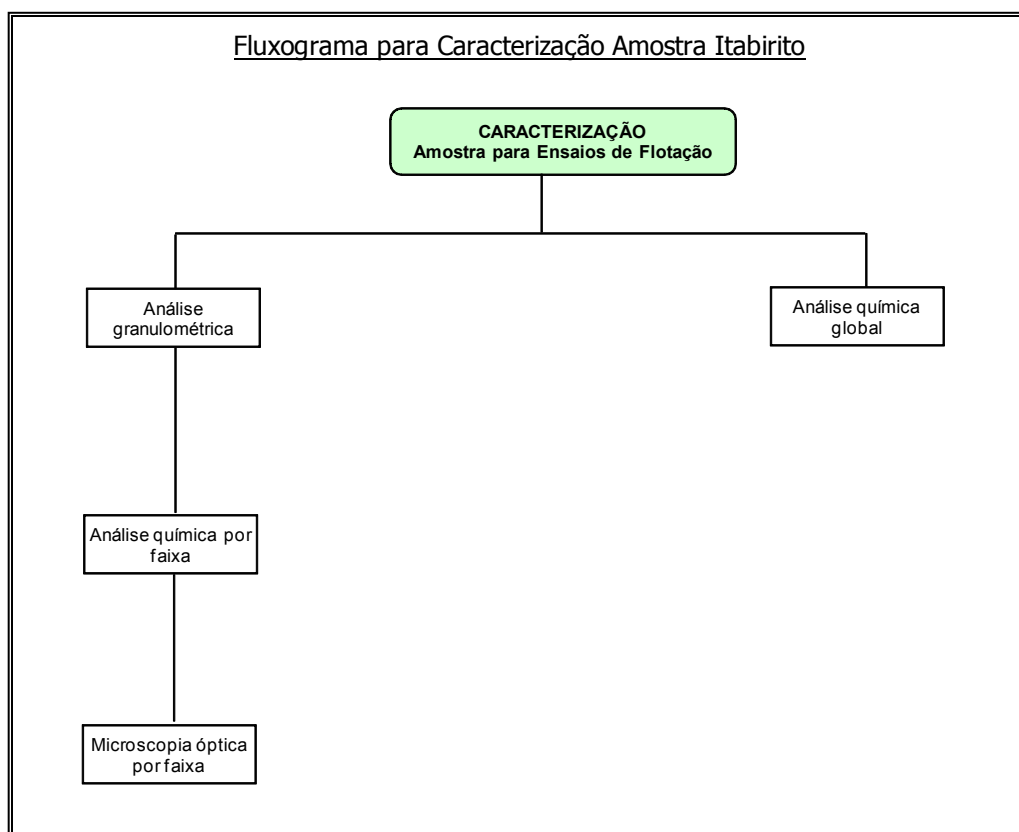 Fluxograma para Caracterização Amostra Itabirito
CARACTERIZAÇÃO
Amostra para Ensaios de Flotação
Análise
granulométrica
Análise química
global
Análise química por
faixa
Microscopia óptica
por faixa